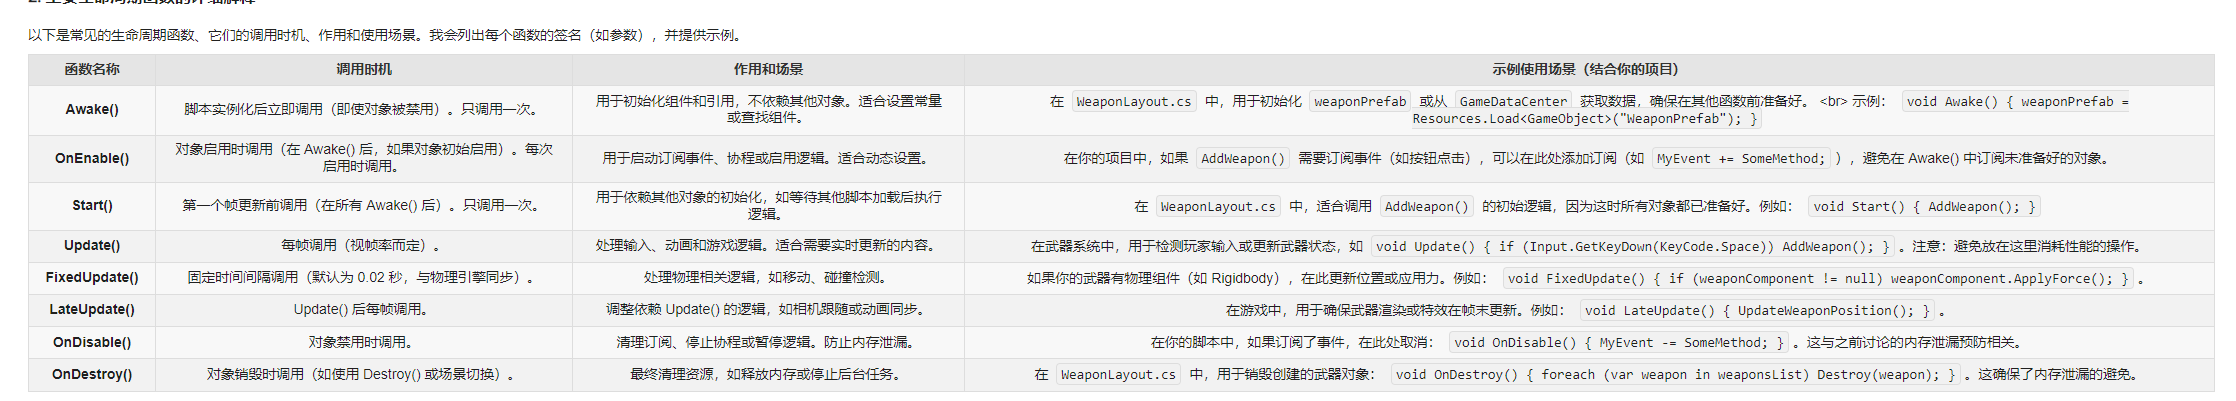 以下是常见的生命周期函数、它们的调用时机、作用和使用场景。我会列出每个函数的签名（如参数），并提供示例。
函数名称 调用时机 作用和场景 示例使用场景（结合你的项目）
Awake() 脚本实例化后立即调用（即使对象被禁用）。只调用一次。 用于初始化组件和引用，不依赖其他对象。适合设置常量或查找组件。 在 WeaponLayout.cs 中，用于初始化 weaponPrefab 或从 GameDataCenter 获取数据，确保在其他函数前准备好。 <br> 示例： void Awake() { weaponPrefab = Resources.Load<GameObject>("WeaponPrefab"); }
OnEnable() 对象启用时调用（在 Awake() 后，如果对象初始启用）。每次启用时调用。 用于启动订阅事件、协程或启用逻辑。适合动态设置。 在你的项目中，如果 AddWeapon() 需要订阅事件（如按钮点击），可以在此处添加订阅（如 MyEvent += SomeMethod; ），避免在 Awake() 中订阅未准备好的对象。
Start() 第一个帧更新前调用（在所有 Awake() 后）。只调用一次。 用于依赖其他对象的初始化，如等待其他脚本加载后执行逻辑。 在 WeaponLayout.cs 中，适合调用 AddWeapon() 的初始逻辑，因为这时所有对象都已准备好。例如： void Start() { AddWeapon(); }
Update() 每帧调用（视帧率而定）。 处理输入、动画和游戏逻辑。适合需要实时更新的内容。 在武器系统中，用于检测玩家输入或更新武器状态，如 void Update() { if (Input.GetKeyDown(KeyCode.Space)) AddWeapon(); } 。注意：避免放在这里消耗性能的操作。
FixedUpdate() 固定时间间隔调用（默认为 0.02 秒，与物理引擎同步）。 处理物理相关逻辑，如移动、碰撞检测。 如果你的武器有物理组件（如 Rigidbody），在此更新位置或应用力。例如： void FixedUpdate() { if (weaponComponent != null) weaponComponent.ApplyForce(); } 。
LateUpdate() Update() 后每帧调用。 调整依赖 Update() 的逻辑，如相机跟随或动画同步。 在游戏中，用于确保武器渲染或特效在帧末更新。例如： void LateUpdate() { UpdateWeaponPosition(); } 。
OnDisable() 对象禁用时调用。 清理订阅、停止协程或暂停逻辑。防止内存泄漏。 在你的脚本中，如果订阅了事件，在此处取消： void OnDisable() { MyEvent -= SomeMethod; } 。这与之前讨论的内存泄漏预防相关。
OnDestroy() 对象销毁时调用（如使用 Destroy() 或场景切换）。 最终清理资源，如释放内存或停止后台任务。 在 WeaponLayout.cs 中，用于销毁创建的武器对象： void OnDestroy() { foreach (var weapon in weaponsList) Destroy(weapon); } 。这确保了内存泄漏的避免。